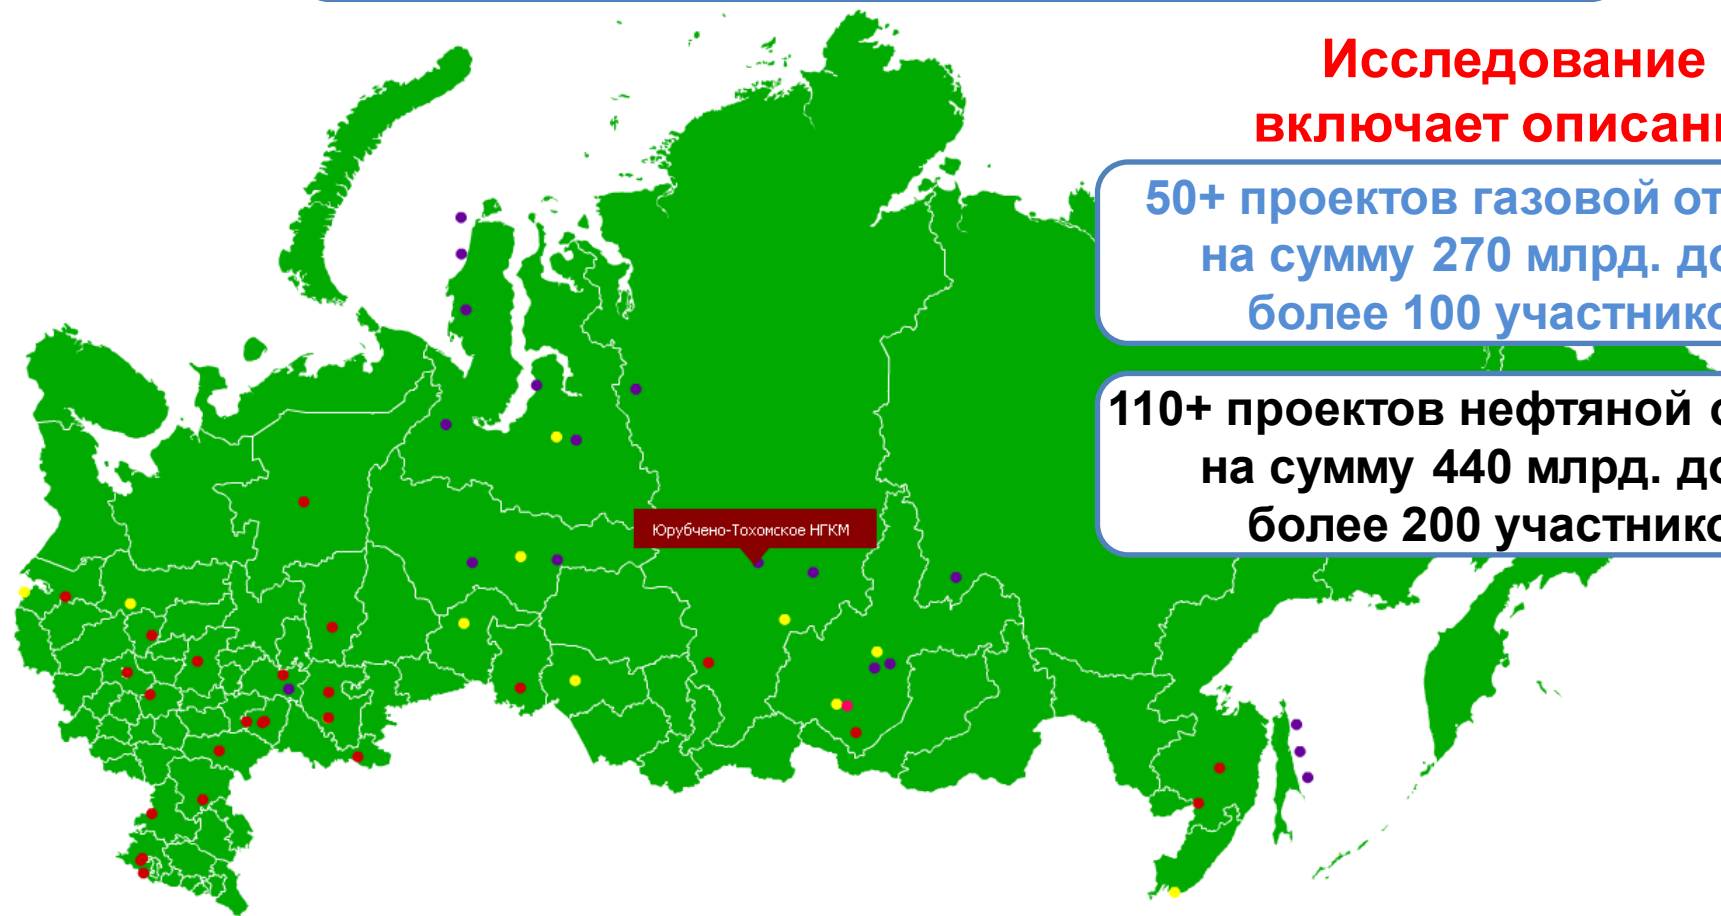 Исследование
включает описан
50+ проектов газовой от
на сумму 270 млрд. до
более 100 участнико
110+ проектов нефтяной о
на сумму 440 млрд. до
более 200 участнико
Юрубчено-Тохомское НГКМ